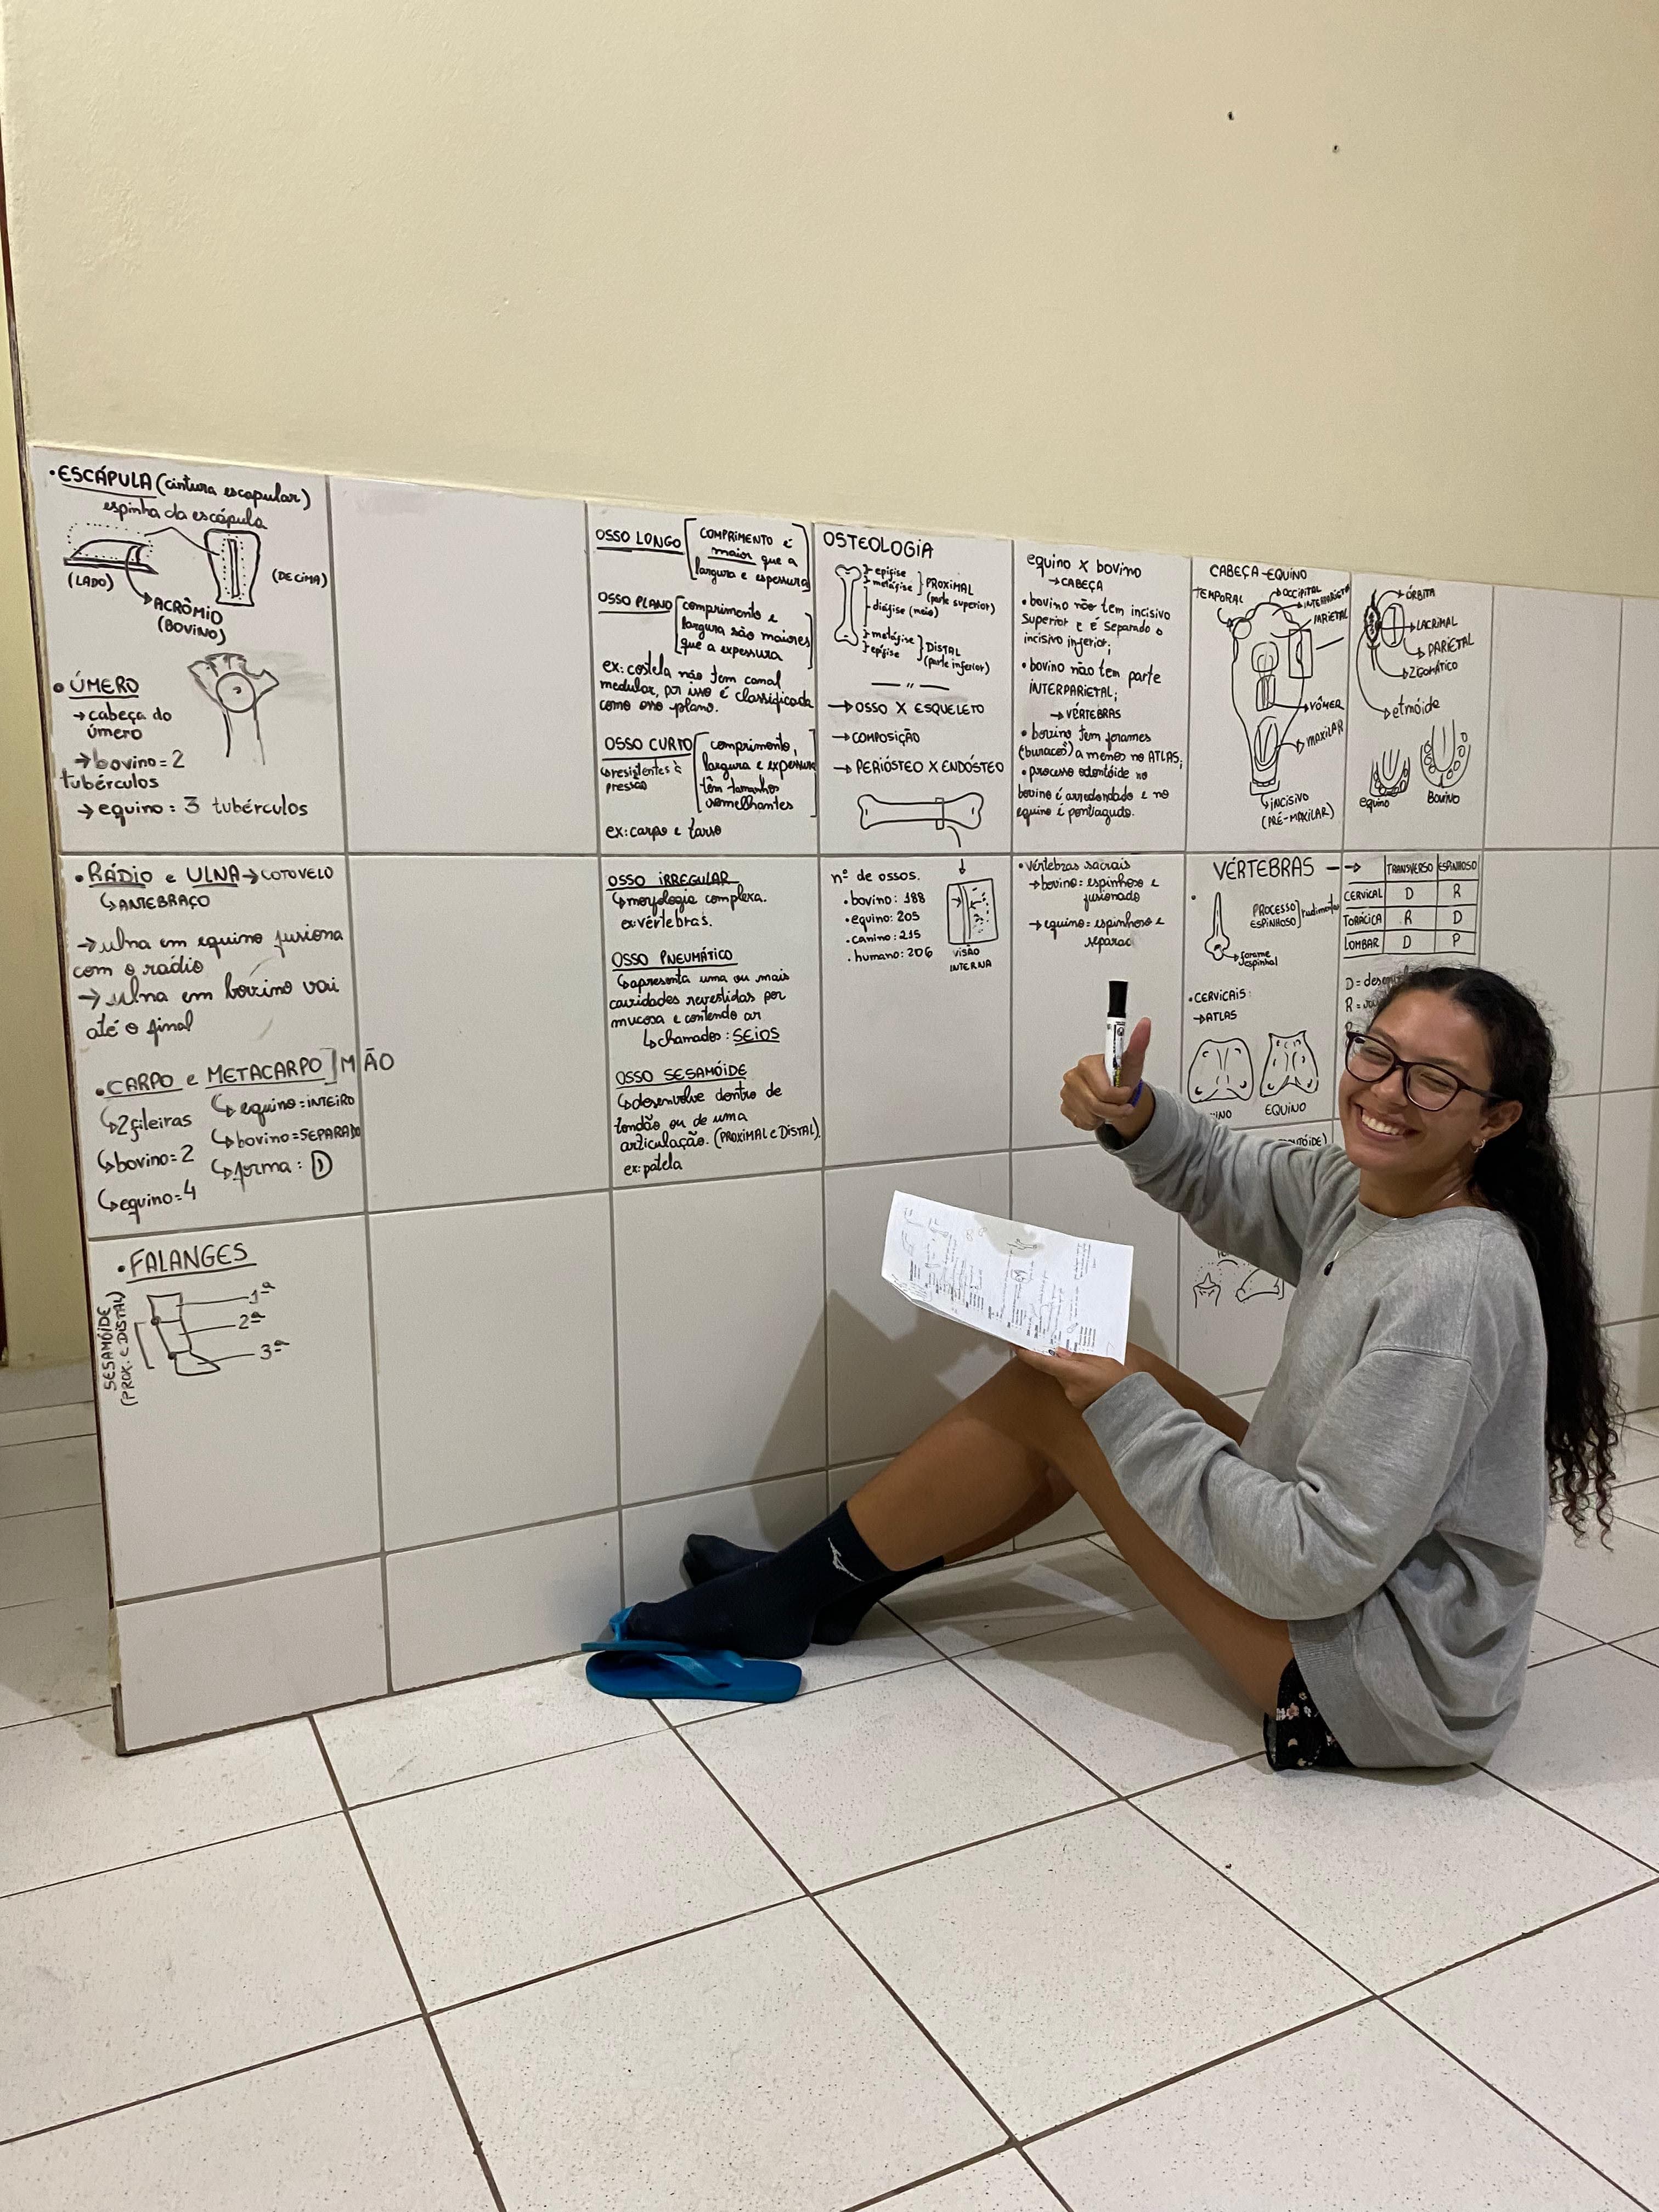 •ESCÁPULA (cintura escapular)
espinha da escápula
(LADO)
(DE CIMA)
ACRÔMIO
(BOVINO)
• ÚMERO
→cabeça do
úmero
→bovino = 2
tubérculos
→ equino = 3 tubérculos
• RÁDIO e ULNA → COTOVELO
ANTEBRAÇO
→ulna em equino fusiona
com o rádio
→ ulna em bovino vai
até o final
•CARPO e METACARPO] MÃO
2 fileiras
equino = INTEIRO
bovino = 2
bovino = SEPARADO
forma : D
equino = 4
•FALANGES
1ª
2ª
3ª
SESAMÓIDE
(PROX. e DISTAL)
OSSO LONGO [COMPRIMENTO é
maior que a
largura e espessura]
OSSO PLANO [comprimento e
largura são maiores
que a expessura]
ex: costela não tem canal
medular, por isso é classificada
como osso plano.
OSSO CURTO [comprimento,
largura e expessura
têm tamanhos
semelhantes]
resistentes à
pressão
ex: carpo e tarso
OSSO IRREGULAR
morfologia complexa.
ex: vértebras.
OSSO PNEUMÁTICO
apresenta uma ou mais
cavidades revestidas por
mucosa e contendo ar
chamados : SEIOS
OSSO SESAMÓIDE
desenvolve dentro de
tendão ou de uma
articulação. (PROXIMAL e DISTAL).
ex: patela
OSTEOLOGIA
epífise
metáfise
PROXIMAL
(parte superior)
diáfise (meio)
metáfise
epífise
DISTAL
(parte inferior)
— " —
→ OSSO X ESQUELETO
→ COMPOSIÇÃO
→ PERIÓSTEO X ENDÓSTEO
nº de ossos.
• bovino: 188
• equino: 205
• canino: 215
• humano: 206
VISÃO
INTERNA
equino X bovino
→ CABEÇA
• bovino não tem incisivo
superior e é separado o
incisivo inferior;
• bovino não tem parte
INTERPARIETAL;
→ VÉRTEBRAS
• bovino tem forames
(buracos) a menos no ATLAS;
• processo odontóide no
bovino é arredondado e no
equino é pontiagudo.
• vértebras sacrais
→ bovino = espinhoso e
fusionado
→ equino = espinhoso e
separac
CABEÇA - EQUINO
TEMPORAL
OCCIPITAL
PARIETAL
VÔMER
MAXILAR
INCISIVO
(PRÉ-MAXILAR)
ÓRBITA
LACRIMAL
PARIETAL
ZIGOMÁTICO
etmóide
equino
BOVINO
VÉRTEBRAS →
TRANSVERSO ESPINHOSO
CERVICAL D R
TORÁCICA R D
LOMBAR D P
PROCESSO
ESPINHOSO
forame
espinhal
D = desen
R =
• CERVICAIS :
→ATLAS
INO
EQUINO